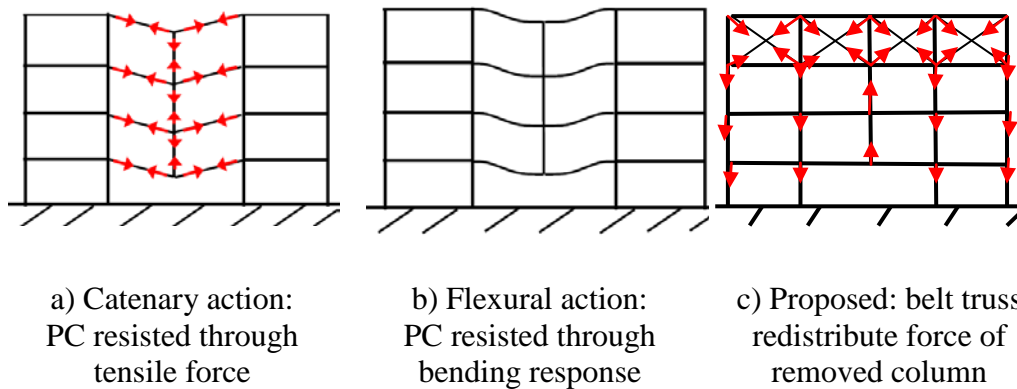 a) Catenary action:
PC resisted through
tensile force
b) Flexural action:
PC resisted through
bending response
c) Proposed: belt truss
redistribute force of
removed column